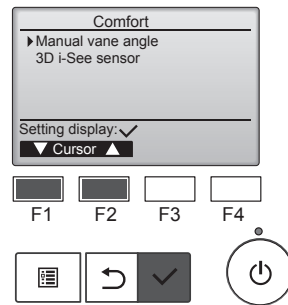 Comfort
Manual vane angle
3D i-See sensor
Setting display:
Cursor
F1 F2 F3 F4